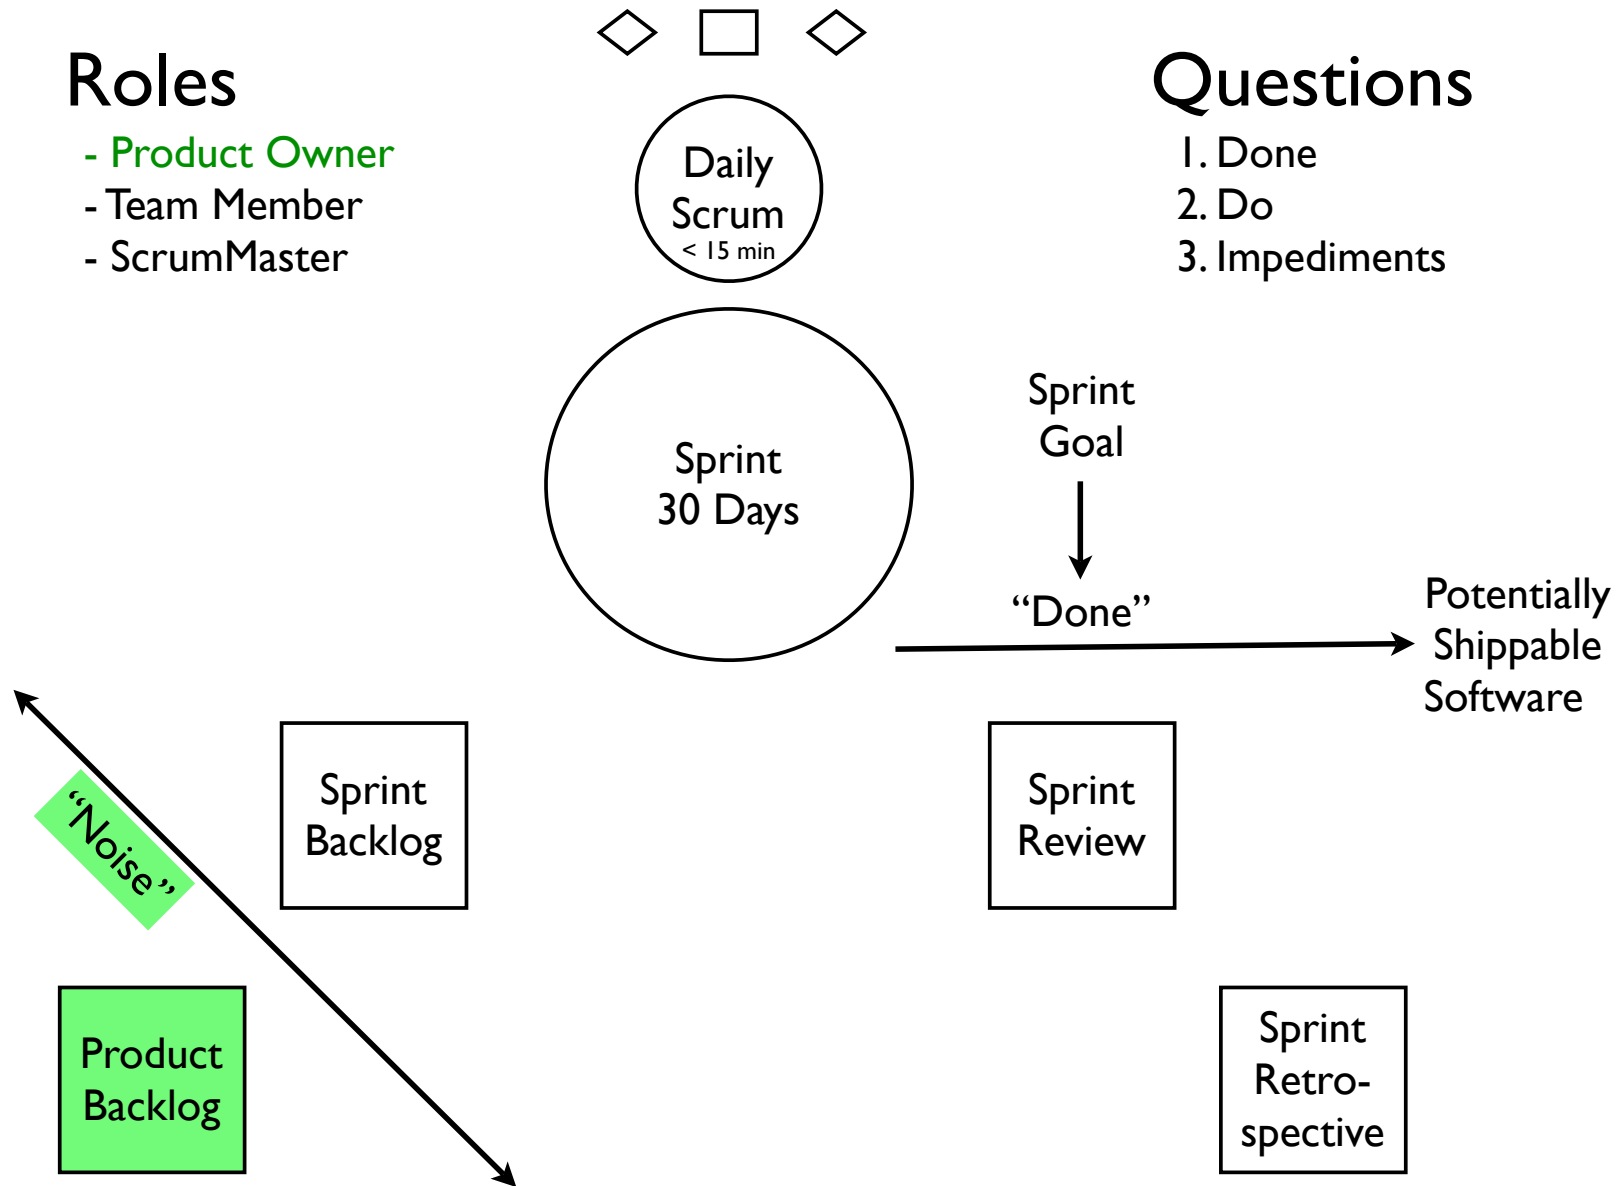 Roles
- Product Owner
- Team Member
- ScrumMaster
Daily
Scrum
< 15 min
Questions
1. Done
2. Do
3. Impediments
Sprint
30 Days
Sprint
Goal
“Done”
Potentially
Shippable
Software
“Noise”
Sprint
Backlog
Sprint
Review
Product
Backlog
Sprint
Retro-
spective